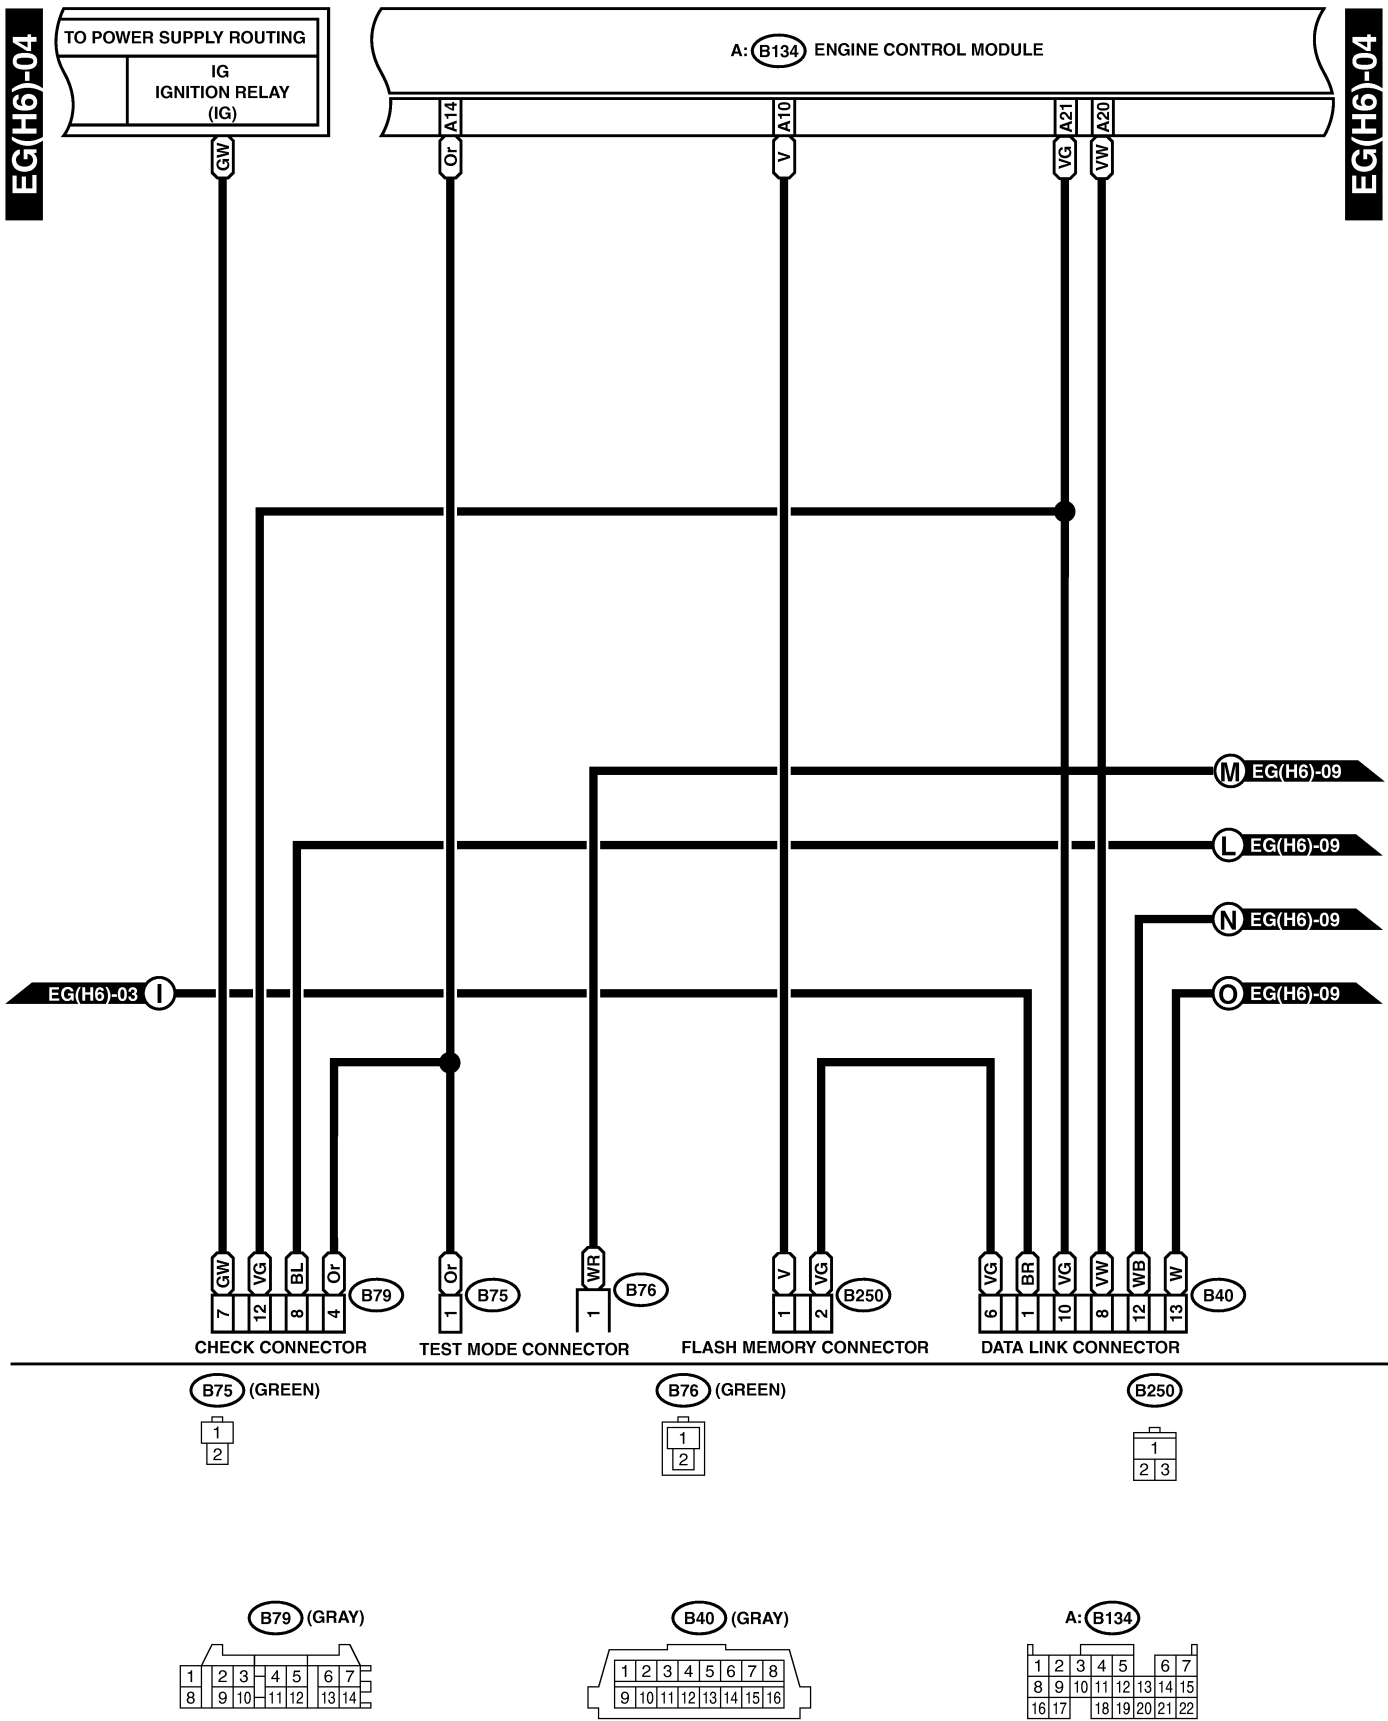 EG(H6)-04
TO POWER SUPPLY ROUTING
IG
IGNITION RELAY
(IG)
A: B134 ENGINE CONTROL MODULE
EG(H6)-04
A14 A10 A21 A20
GW Or V VG VW
M EG(H6)-09
L EG(H6)-09
N EG(H6)-09
EG(H6)-03 I
O EG(H6)-09
GW VG BL Or Or WR V VG VG BR VG VW WB W
7 12 8 4 B79 1 B75 1 B76 1 2 B250 6 1 10 8 12 13 B40
CHECK CONNECTOR TEST MODE CONNECTOR FLASH MEMORY CONNECTOR DATA LINK CONNECTOR
B75 (GREEN) B76 (GREEN) B250
1 1 1
2 2 2 3
B79 (GRAY) B40 (GRAY) A: B134
1 2 3 4 5 6 7 1 2 3 4 5 6 7 8 1 2 3 4 5 6 7
8 9 10 11 12 13 14 9 10 11 12 13 14 15 16 8 9 10 11 12 13 14 15
16 17 18 19 20 21 22